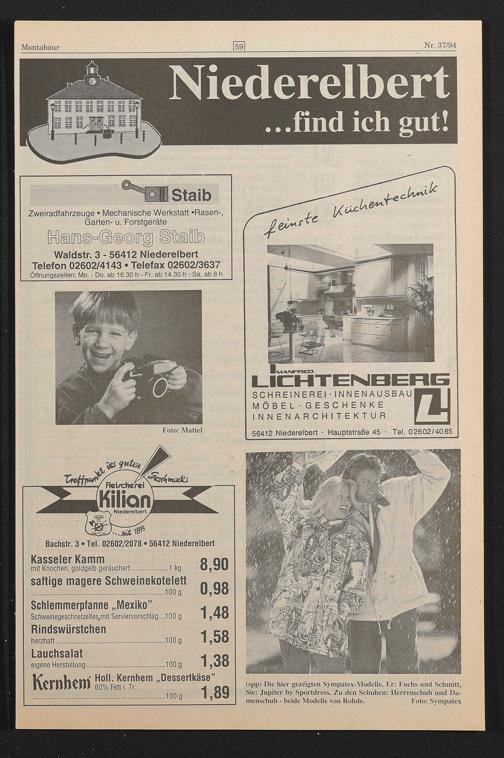 Montabaur
59
Nr. 37/94
Niederelbert
...find ich gut!
Staib
Zweiradfahrzeuge • Mechanische Werkstatt •Rasen-,
Garten- u. Forstgeräte
Hans-Georg Staib
Waldstr. 3 - 56412 Niederelbert
Telefon 02602/4143 • Telefax 02602/3637
Öffnungszeiten: Mo. - Do. ab 16.30 h - Fr. ab 14.30 h - Sa. ab 8 h
Foto: Mattel
feinste Küchentechnik
MANFRED
LICHTENBERG
SCHREINEREI · INNENAUSBAU
MÖBEL · GESCHENKE
INNENARCHITEKTUR
56412 Niederelbert · Hauptstraße 45 · Tel. 02602/4085
Treffpunkt des guten Geschmacks
Fleischerei
Kilian
Niederelbert
...seit 1899
Bachstr. 3 • Tel. 02602/2078 • 56412 Niederelbert
Kasseler Kamm
mit Knochen, goldgelb geräuchert 1 kg 8,90
saftige magere Schweinekotelett
100 g 0,98
Schlemmerpfanne „Mexiko"
Schweinegeschnetzeltes, mit Serviervorschlag 100 g 1,48
Rindswürstchen
herzhaft 100 g 1,58
Lauchsalat
eigene Herstellung 100 g 1,38
Kernhem Holl. Kernhem „Dessertkäse"
60% Fett i. Tr.
100 g 1,89
(spp) Die hier gezeigten Sympatex-Modelle. Er: Fuchs und Schmitt,
Sie: Jupiter by Sportdress. Zu den Schuhen: Herrenschuh und Da-
menschuh - beide Modelle von Rohde. Foto: Sympatex